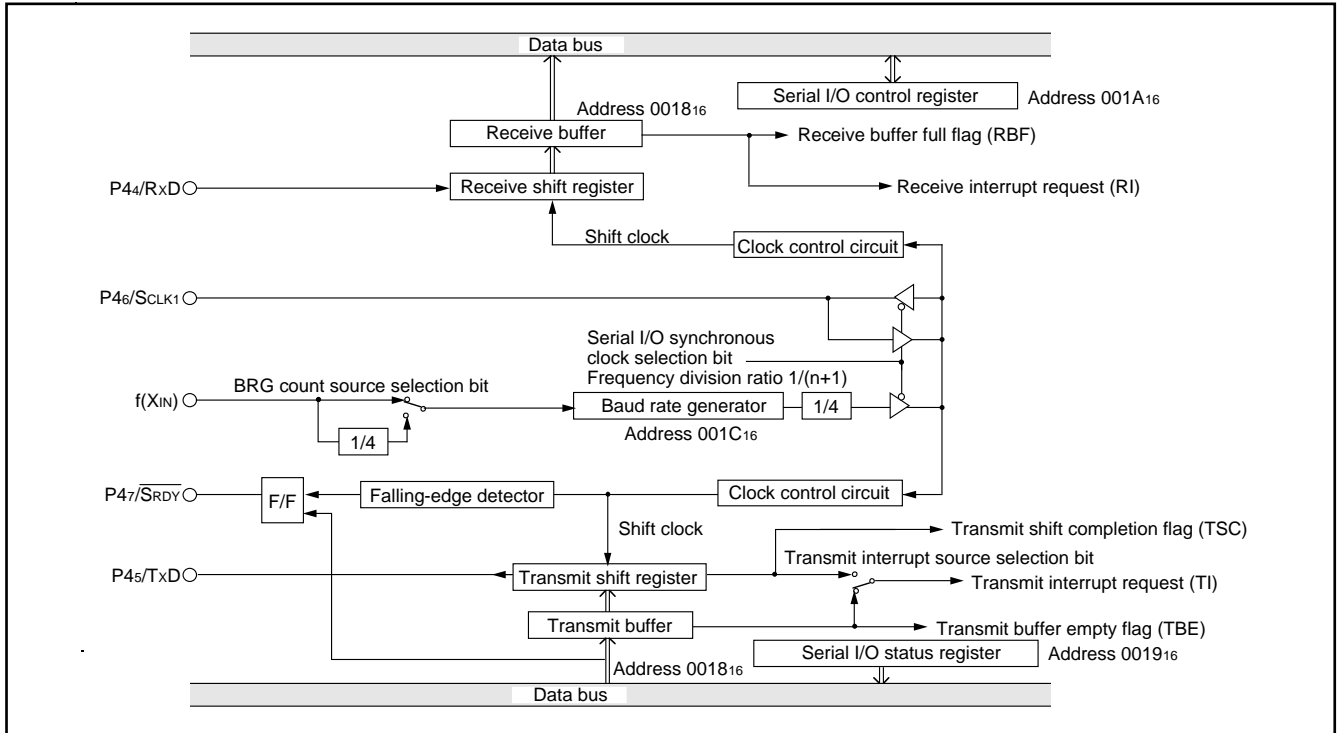 Data bus
Serial I/O control register
Address 001A₁₆
Address 0018₁₆
Receive buffer
Receive buffer full flag (RBF)
P4₄/RxD
Receive shift register
Receive interrupt request (RI)
Shift clock
Clock control circuit
P4₆/SCLK1
Serial I/O synchronous
clock selection bit
BRG count source selection bit
Frequency division ratio 1/(n+1)
f(XIN)
Baud rate generator
1/4
1/4
Address 001C₁₆
P4₇/S̅R̅D̅Y̅
F/F
Falling-edge detector
Clock control circuit
Shift clock
Transmit shift completion flag (TSC)
Transmit interrupt source selection bit
P4₅/TxD
Transmit shift register
Transmit interrupt request (TI)
Transmit buffer
Transmit buffer empty flag (TBE)
Address 0018₁₆
Serial I/O status register
Address 0019₁₆
Data bus